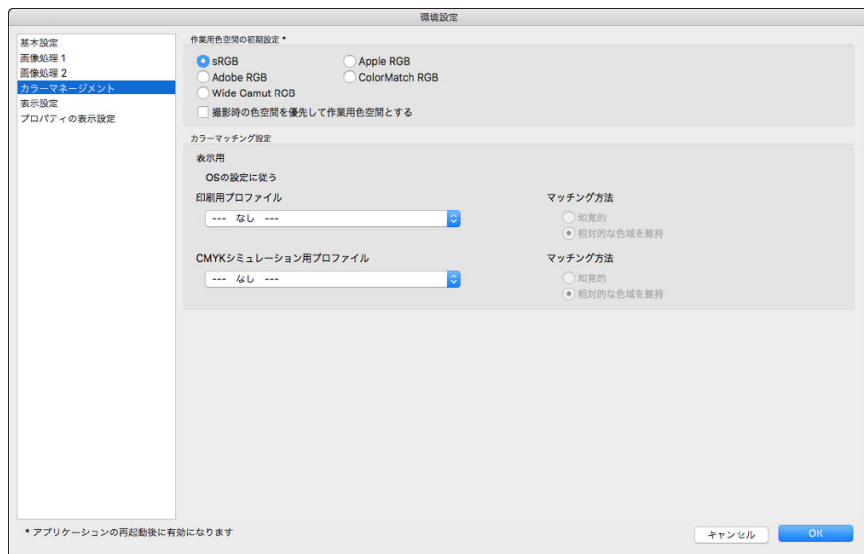 環境設定
基本設定
画像処理 1
画像処理 2
カラーマネージメント
表示設定
プロパティの表示設定
作業用色空間の初期設定 *
sRGB
Apple RGB
Adobe RGB
ColorMatch RGB
Wide Gamut RGB
撮影時の色空間を優先して作業用色空間とする
カラーマッチング設定
表示用
OSの設定に従う
印刷用プロファイル
マッチング方法
--- なし ---
知覚的
相対的な色域を維持
CMYKシミュレーション用プロファイル
マッチング方法
--- なし ---
知覚的
相対的な色域を維持
* アプリケーションの再起動後に有効になります
キャンセル
OK